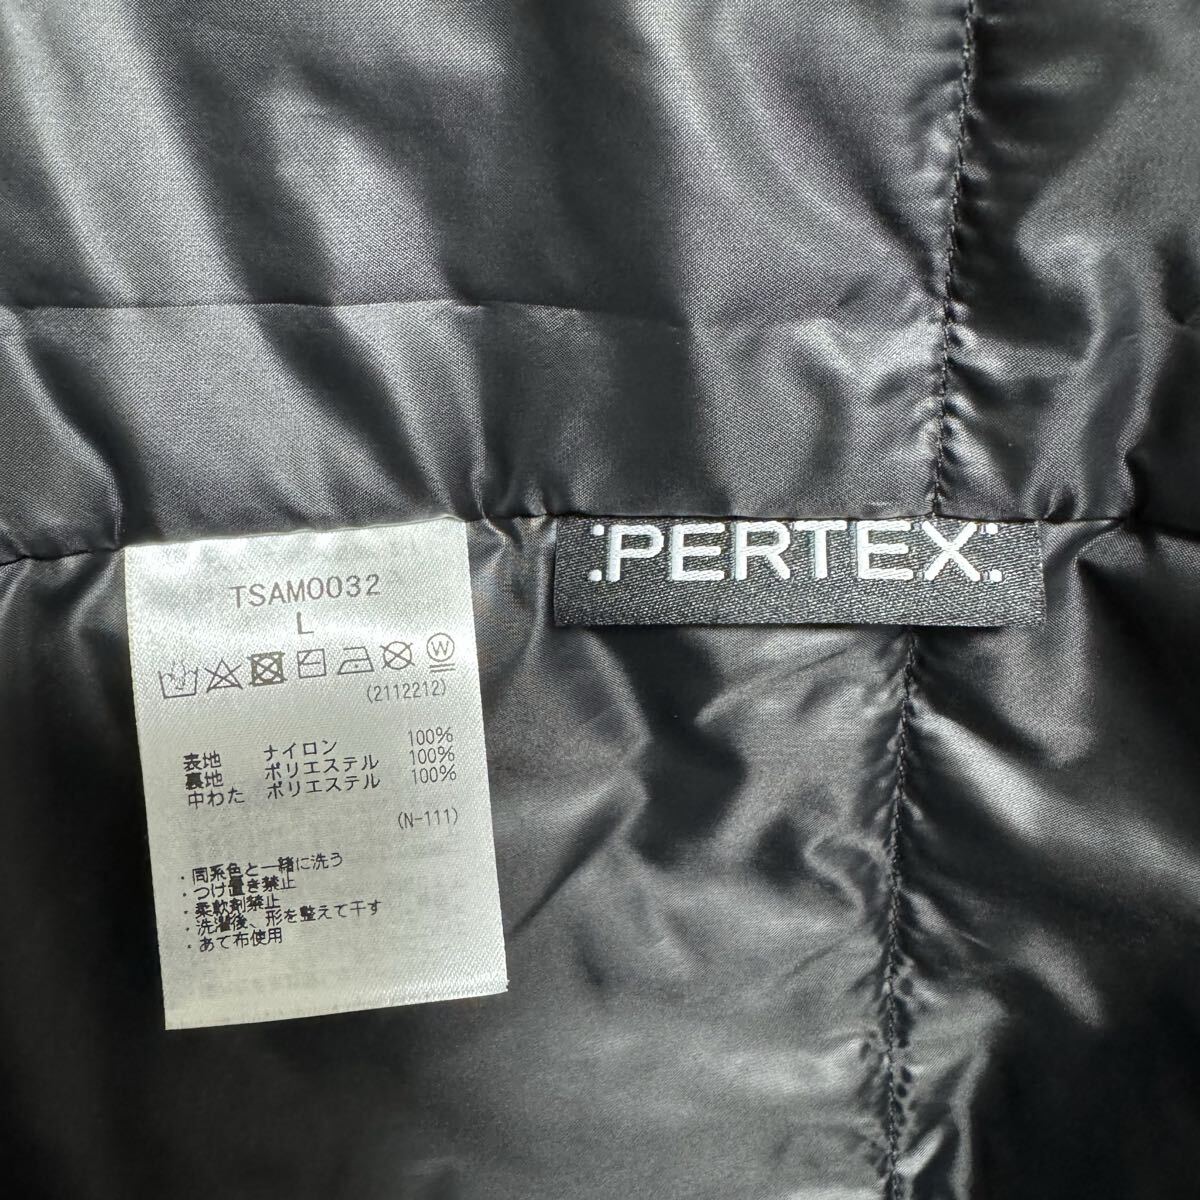 TSAM0032
L
W
(2112212)
表地 ナイロン 100%
裏地 ポリエステル 100%
中わた ポリエステル 100%
(N-111)
・同系色と一緒に洗う
・つけ置き禁止
・柔軟剤禁止
・洗濯後、形を整えて干す
・あて布使用
:PERTEX: